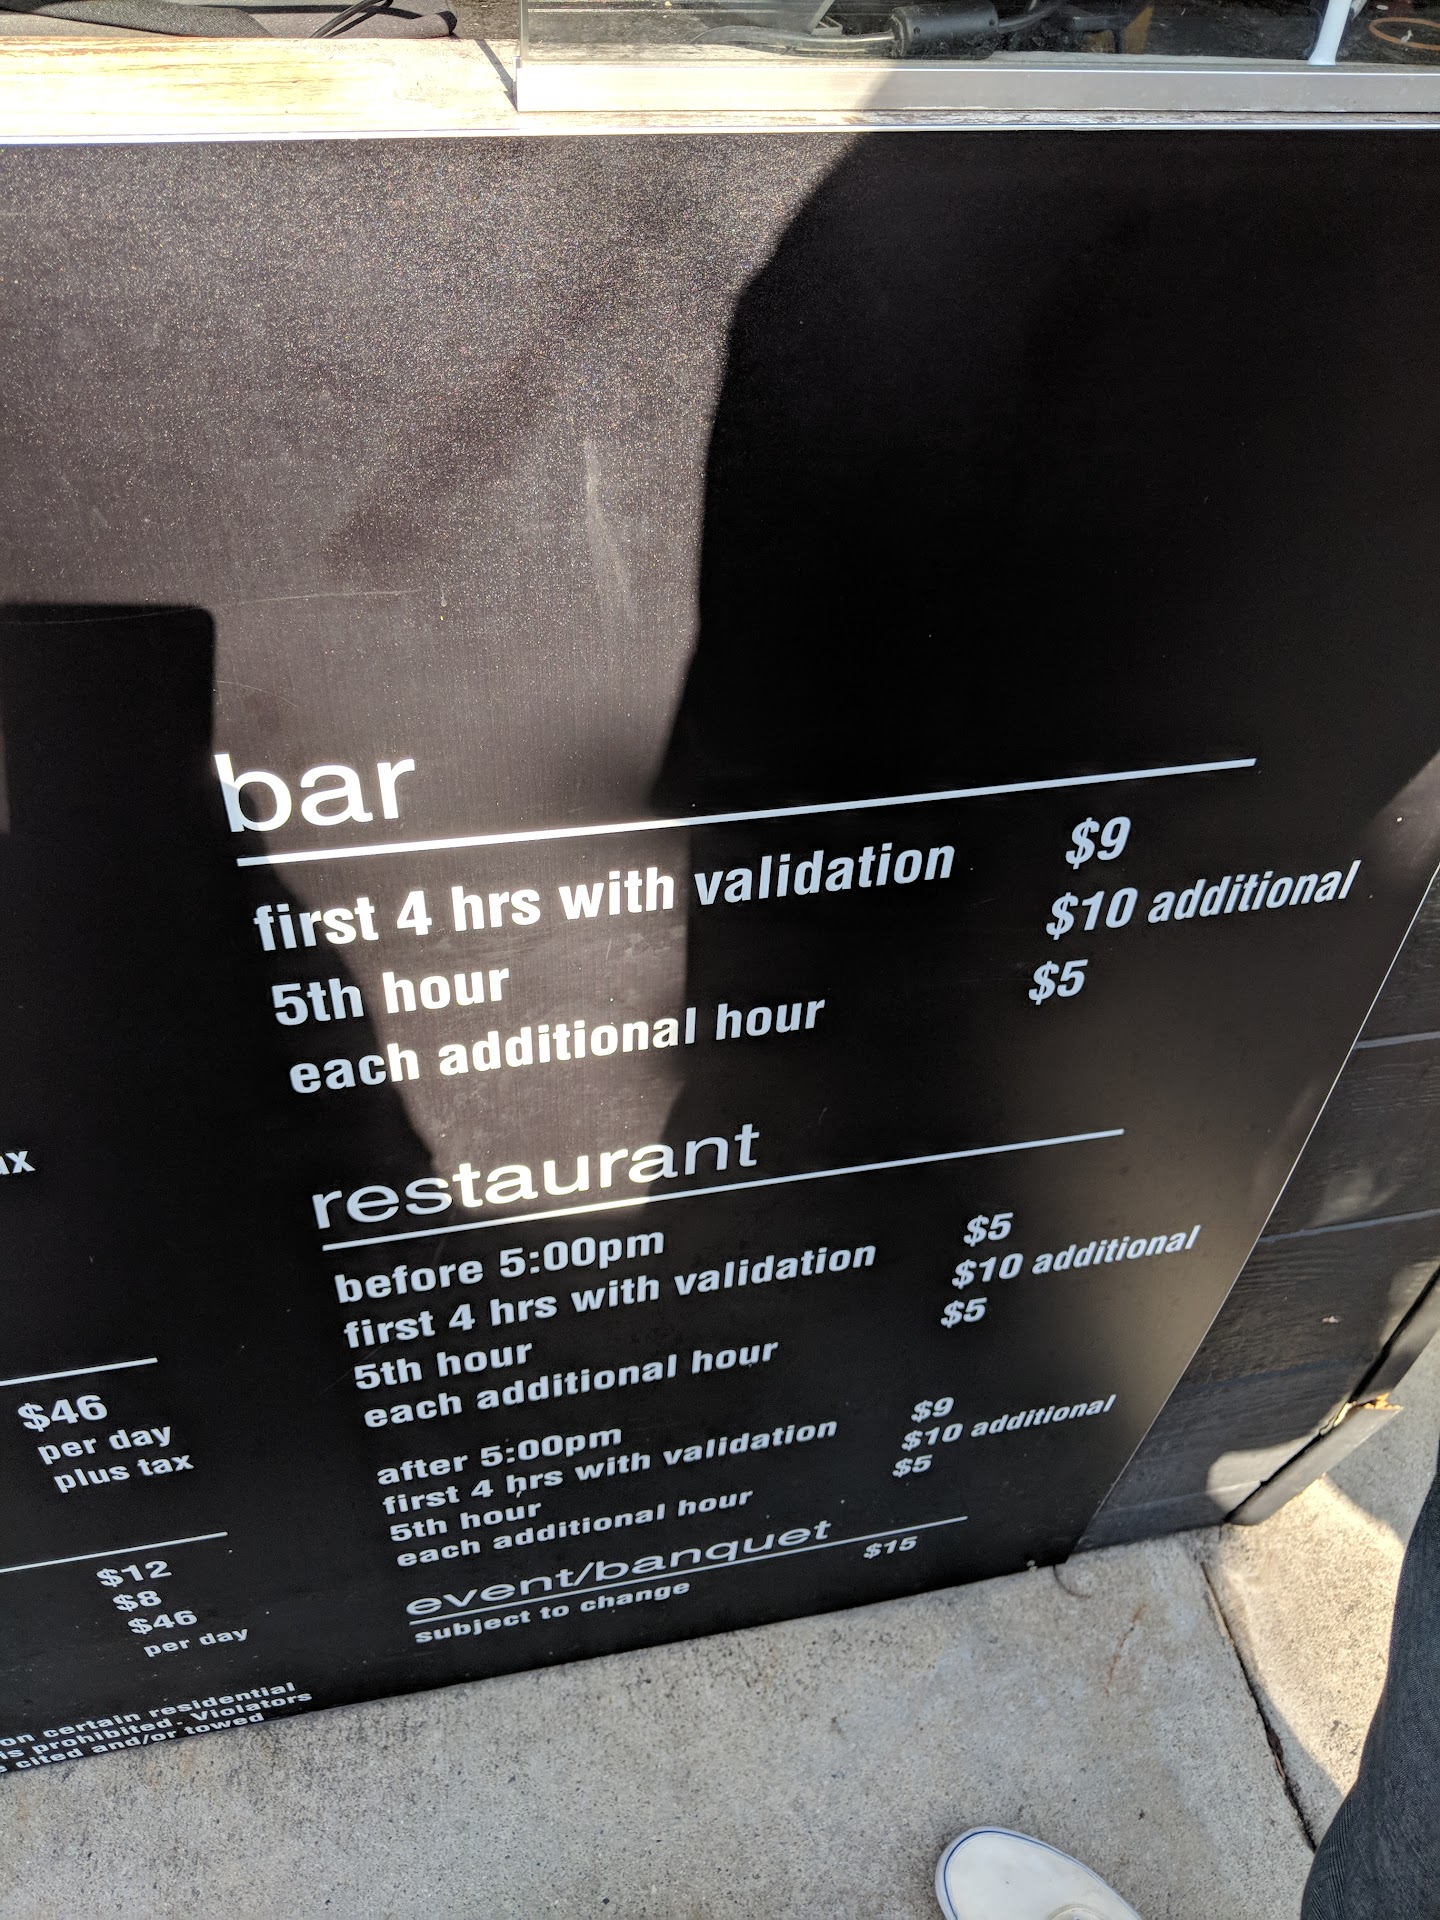 bar
first 4 hrs with validation $9
5th hour $10 additional
each additional hour $5
restaurant
before 5:00pm
first 4 hrs with validation $5
5th hour $10 additional
each additional hour $5
after 5:00pm
first 4 hrs with validation $9
5th hour $10 additional
each additional hour $5
event/banquet
subject to change $15
$46
per day
plus tax
$12
$8
$46
per day
on certain residential
is prohibited - Violators
cited and/or towed